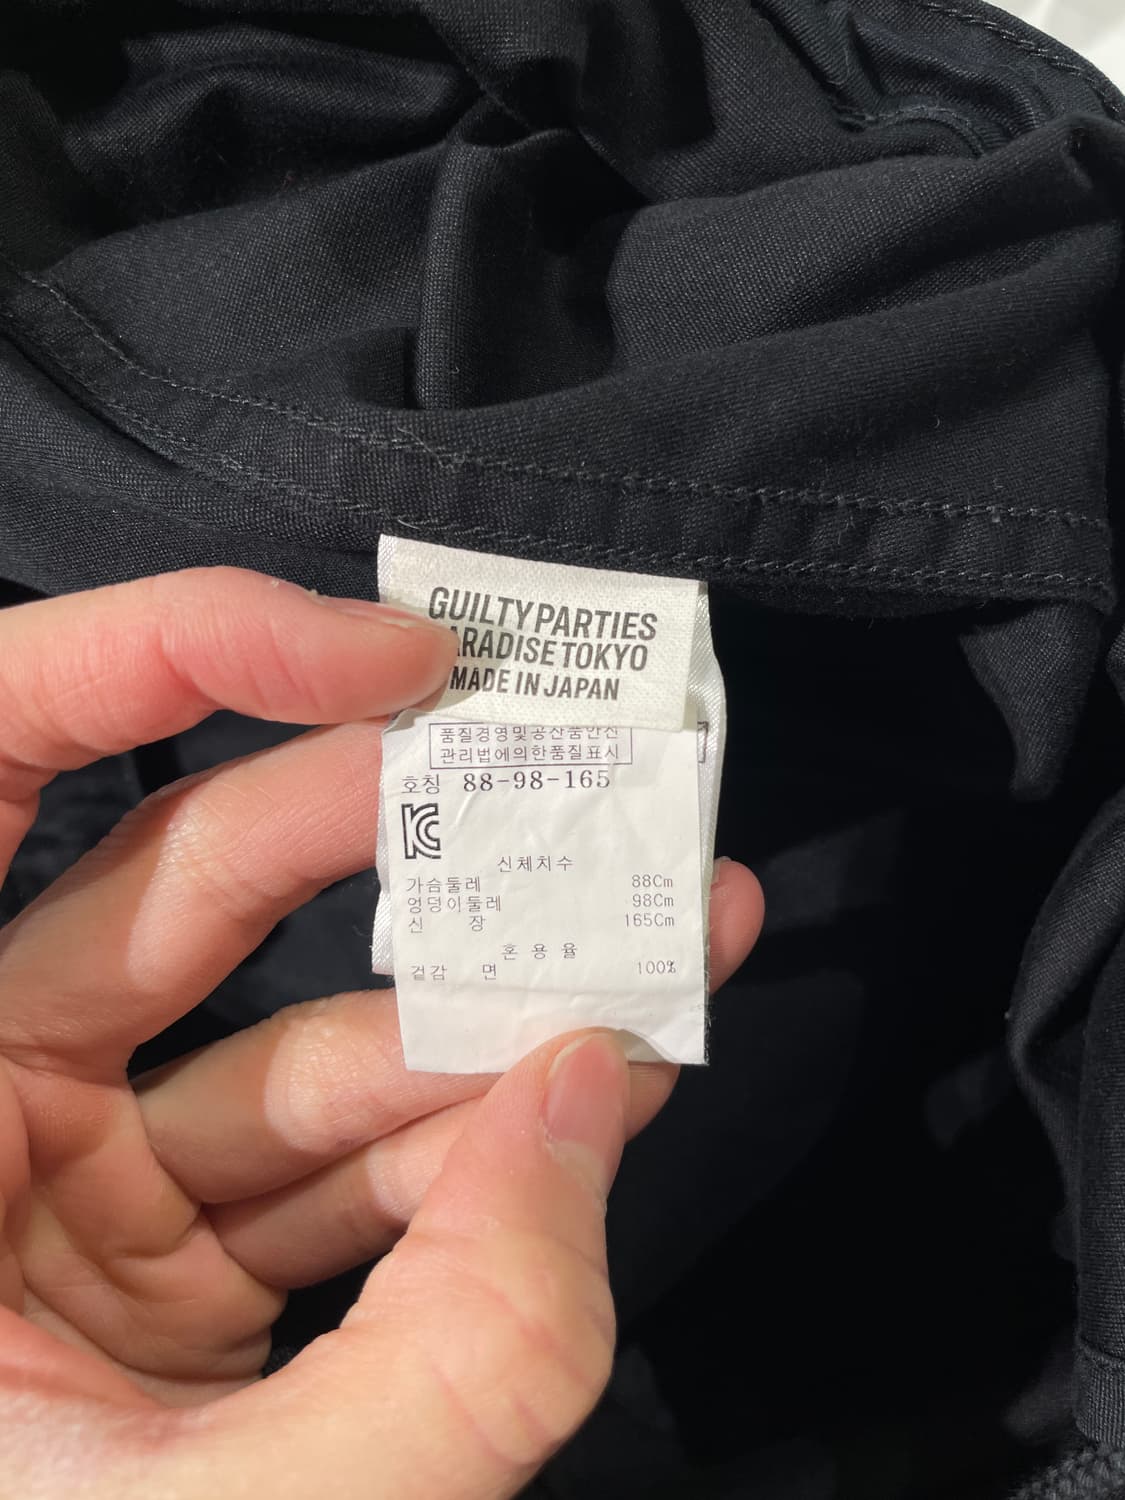 GUILTY PARTIES
PARADISE TOKYO
MADE IN JAPAN
품질경영및공산품안전
관리법에의한품질표시
호칭 88-98-165
신체치수
가슴둘레 88Cm
엉덩이둘레 98Cm
신 장 165Cm
혼 용 율
겉감 면 100%